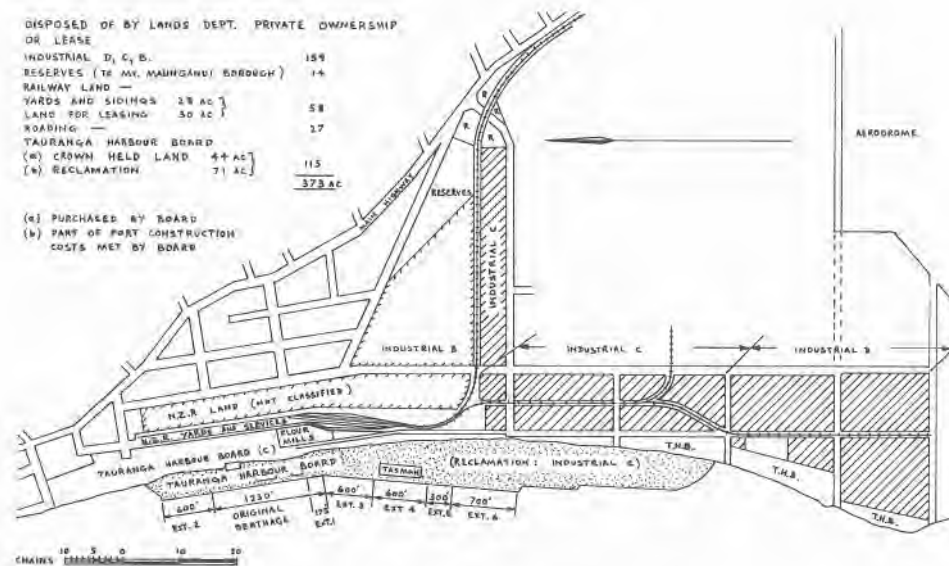 DISPOSED OF BY LANDS DEPT. PRIVATE OWNERSHIP
OR LEASE
INDUSTRIAL D, C, B. 159
RESERVES (TO MT. MAUNGANUI BOROUGH) 14
RAILWAY LAND —
YARDS AND SIDINGS 28 AC }
LAND FOR LEASING 30 AC } 58
ROADING — 27
TAURANGA HARBOUR BOARD
(a) CROWN HELD LAND 44 AC }
(b) RECLAMATION 71 AC } 115
373 AC
(a) PURCHASED BY BOARD
(b) PART OF PORT CONSTRUCTION
COSTS MET BY BOARD
AERODROME.
R
R
R
R
MAIN HIGHWAY
RESERVES
INDUSTRIAL C
INDUSTRIAL B
INDUSTRIAL C
INDUSTRIAL D
N.Z.R LAND (NOT CLASSIFIED)
N.Z.R YARDS AND SERVICES
FLOUR
MILLS
TAURANGA HARBOUR BOARD (C)
TAURANGA HARBOUR BOARD
TASMAN
(RECLAMATION : INDUSTRIAL C)
T.H.B.
T.H.B.
T.H.B.
600' 1230' 175 600' 600' 300' 700'
EXT. 2 ORIGINAL BERTHAGE EXT.1 EXT. 3 EXT 4 EXT. 5 EXT. 6
CHAINS 10 5 0 10 20